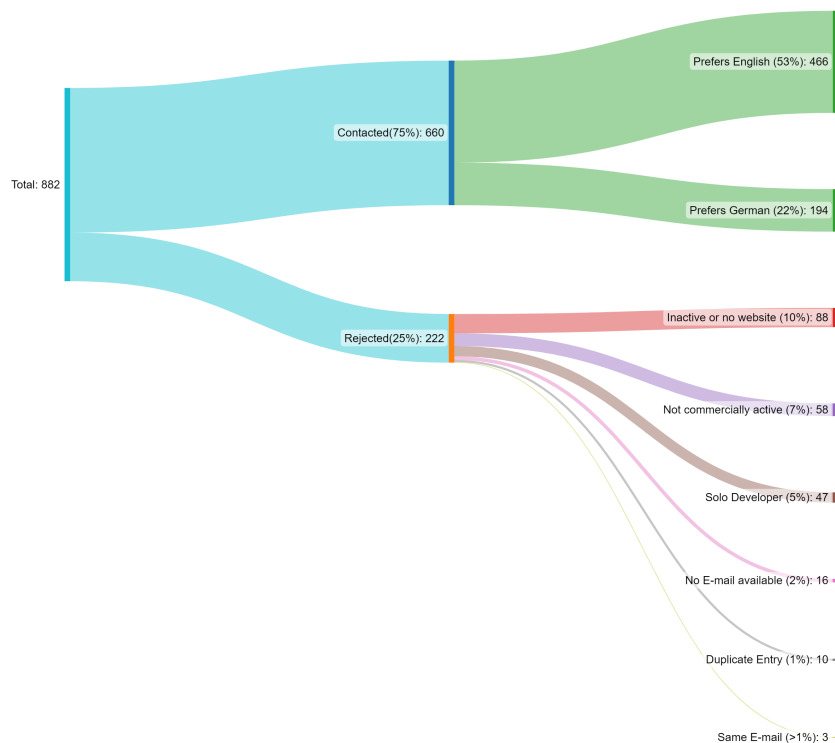 Total: 882
Contacted(75%): 660
Rejected(25%): 222
Prefers English (53%): 466
Prefers German (22%): 194
Inactive or no website (10%): 88
Not commercially active (7%): 58
Solo Developer (5%): 47
No E-mail available (2%): 16
Duplicate Entry (1%): 10
Same E-mail (>1%): 3